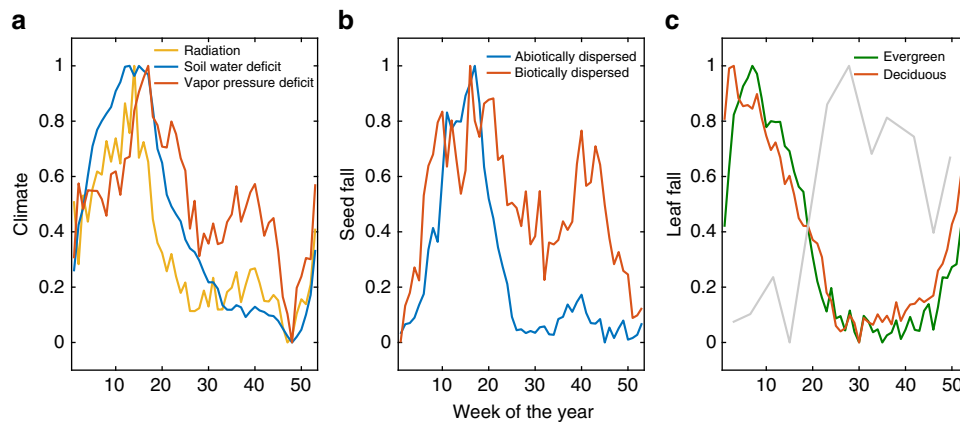 a
Radiation
Soil water deficit
Vapor pressure deficit
Climate
1
0.8
0.6
0.4
0.2
0
10 20 30 40 50
b
Abiotically dispersed
Biotically dispersed
Seed fall
1
0.8
0.6
0.4
0.2
0
10 20 30 40 50
Week of the year
c
Evergreen
Deciduous
Leaf fall
1
0.8
0.6
0.4
0.2
0
10 20 30 40 50